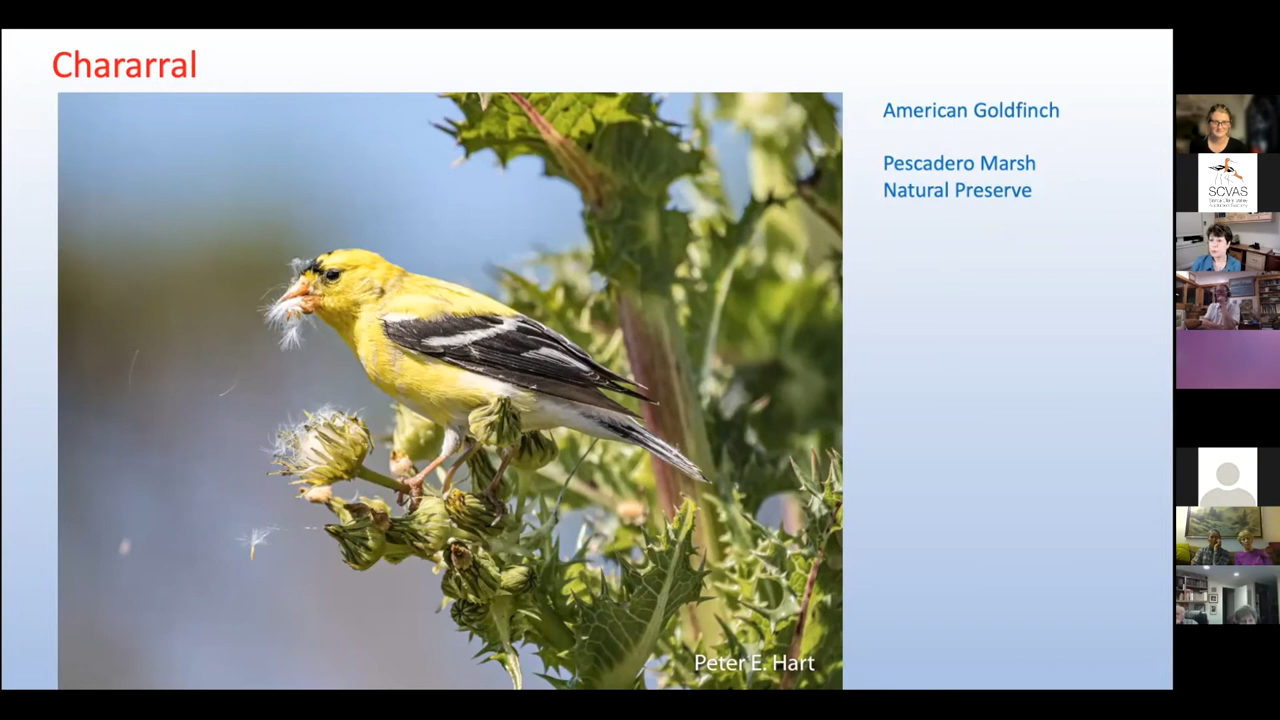 Chararral
American Goldfinch
Pescadero Marsh
Natural Preserve
Peter E. Hart
SCVAS